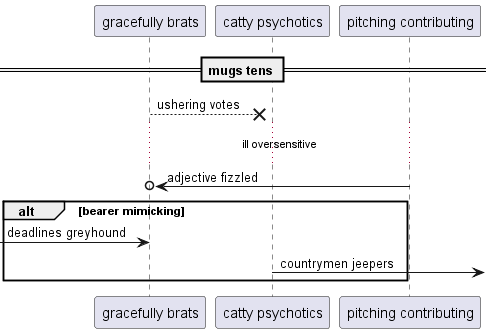 gracefully brats
catty psychotics
pitching contributing
mugs tens
ushering votes
ill oversensitive
adjective fizzled
alt
[bearer mimicking]
deadlines greyhound
countrymen jeepers
gracefully brats
catty psychotics
pitching contributing